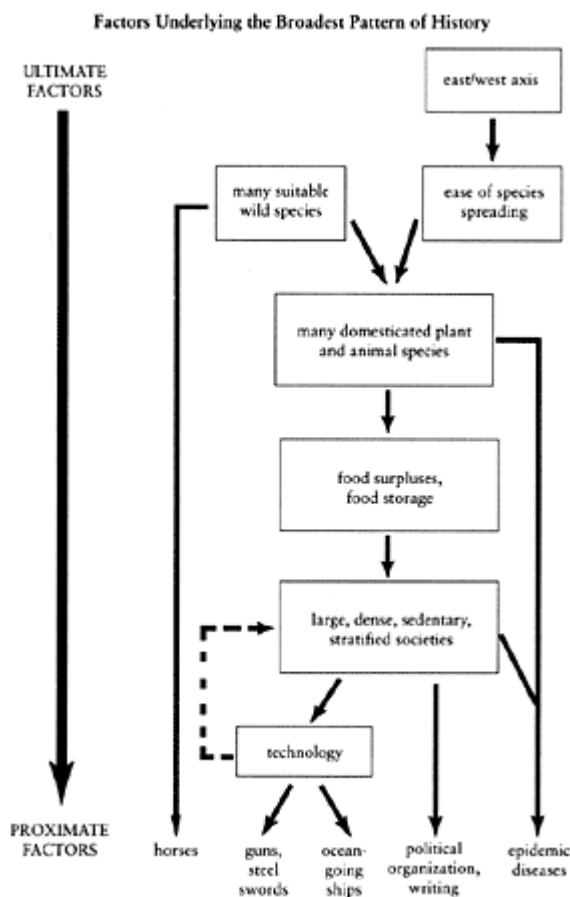 Factors Underlying the Broadest Pattern of History
ULTIMATE
FACTORS
east/west axis
many suitable
wild species
ease of species
spreading
many domesticated plant
and animal species
food surpluses,
food storage
large, dense, sedentary,
stratified societies
technology
PROXIMATE
FACTORS
horses
guns,
steel
swords
ocean-
going
ships
political
organization,
writing
epidemic
diseases